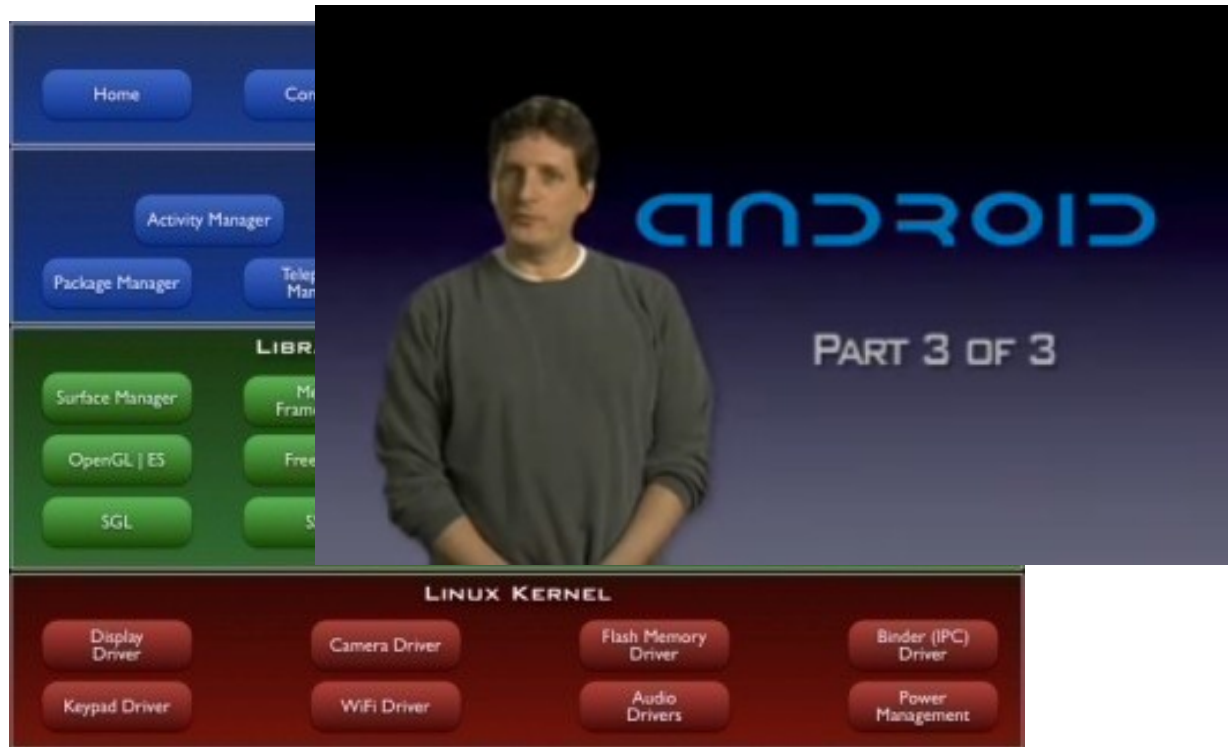 Home
Con
Activity Manager
Package Manager
Telep
Man
LIBR
Surface Manager
Me
Frame
OpenGL | ES
Free
SGL
S
ANDROID
PART 3 OF 3
LINUX KERNEL
Display
Driver
Camera Driver
Flash Memory
Driver
Binder (IPC)
Driver
Keypad Driver
WiFi Driver
Audio
Drivers
Power
Management